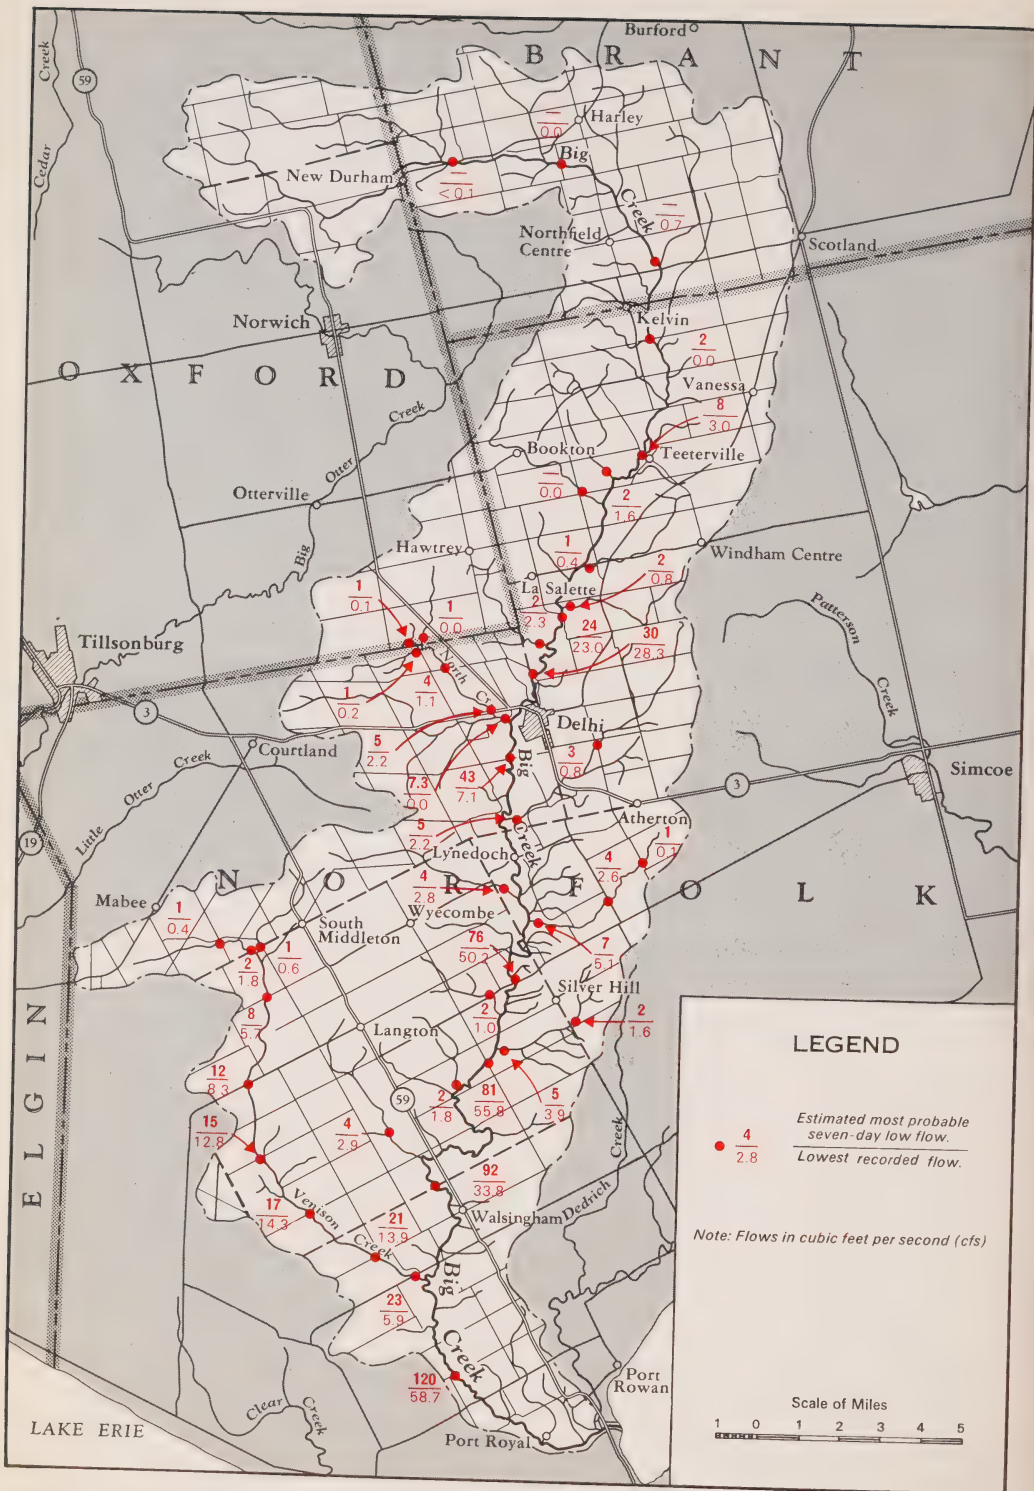 Burford
B R A N T
Creek
59
Harley
—
0.0
Big
Cedar
New Durham
—
<0.1
Creek
—
0.7
Northfield
Centre
Scotland
Norwich
Kelvin
2
0.0
O X F O R D
Vanessa
Creek
8
3.0
Otter
Bookton
Teeterville
Otterville
—
0.0
2
1.6
Big
Hawtrey
1
0.4
Windham Centre
2
0.8
La Salette
1
0.1
1
0.0
2
2.3
24
23.0
30
28.3
Patterson
Creek
Tillsonburg
North
Cr
4
1.1
1
0.2
3
Delhi
Courtland
5
2.2
Big
3
0.8
Creek
Otter
Little
7.3
0.0
43
7.1
3
Simcoe
Atherton
5
2.2
Creek
19
Lynedoch
1
0.1
4
2.6
N O R F O L K
4
2.8
Mabee
1
0.4
South
Middleton
Wyecombe
76
50.2
7
5.1
2
1.8
1
0.6
Silver Hill
8
5.7
Langton
2
1.0
2
1.6
ELGIN
12
8.3
59
2
1.8
81
55.8
5
3.9
15
12.8
4
2.9
Creek
92
33.8
Dedrich
17
14.3
Venison
Creek
21
13.9
Walsingham
Big
23
5.9
Creek
120
58.7
Port
Rowan
Clear
Creek
LAKE ERIE
Port Royal
LEGEND
4
2.8
Estimated most probable
seven-day low flow.
Lowest recorded flow.
Note: Flows in cubic feet per second (cfs)
Scale of Miles
1 0 1 2 3 4 5